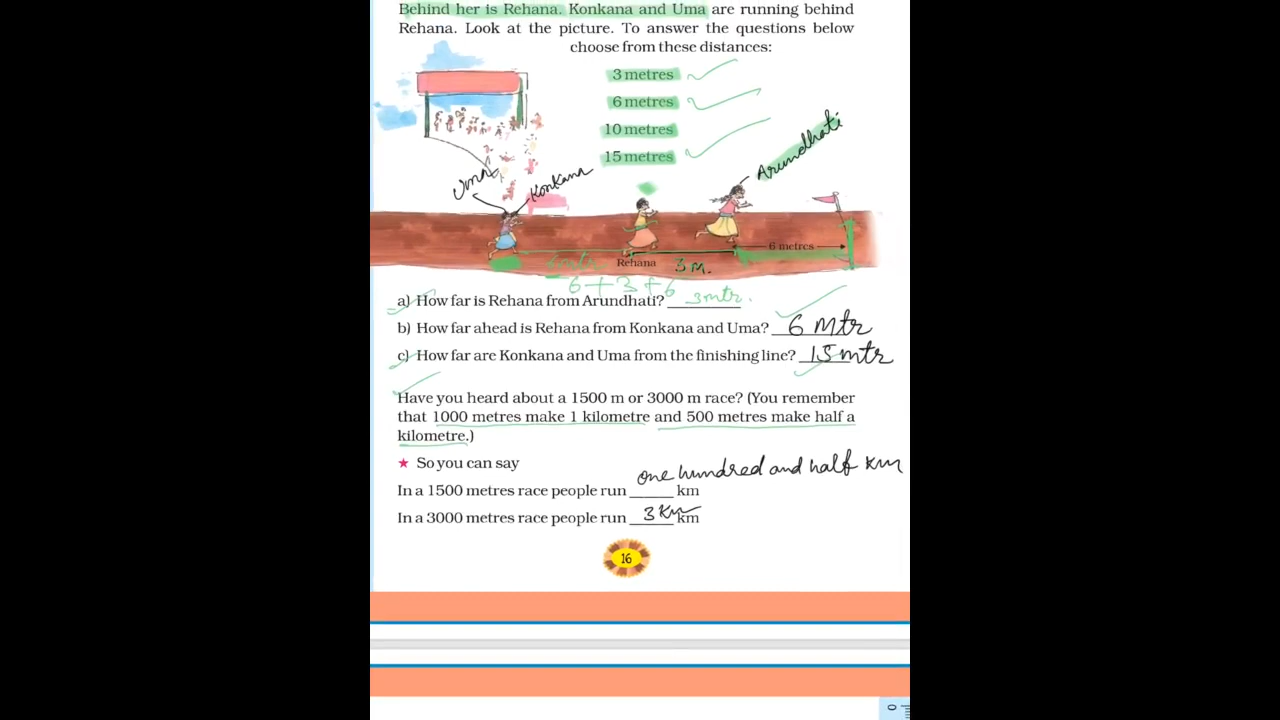 Behind her is Rehana. Konkana and Uma are running behind
Rehana. Look at the picture. To answer the questions below
choose from these distances:
3 metres
6 metres
10 metres
15 metres
Arundhati
Uma
Konkana
6 metres
Rehana
3 m.
6 + 3 + 6
a) How far is Rehana from Arundhati? 3mtr.
b) How far ahead is Rehana from Konkana and Uma? 6 Mtr
c) How far are Konkana and Uma from the finishing line? 15 mtr
Have you heard about a 1500 m or 3000 m race? (You remember
that 1000 metres make 1 kilometre and 500 metres make half a
kilometre.)
★ So you can say
one hundred and half km
In a 1500 metres race people run _____ km
In a 3000 metres race people run 3 Km km
16
0